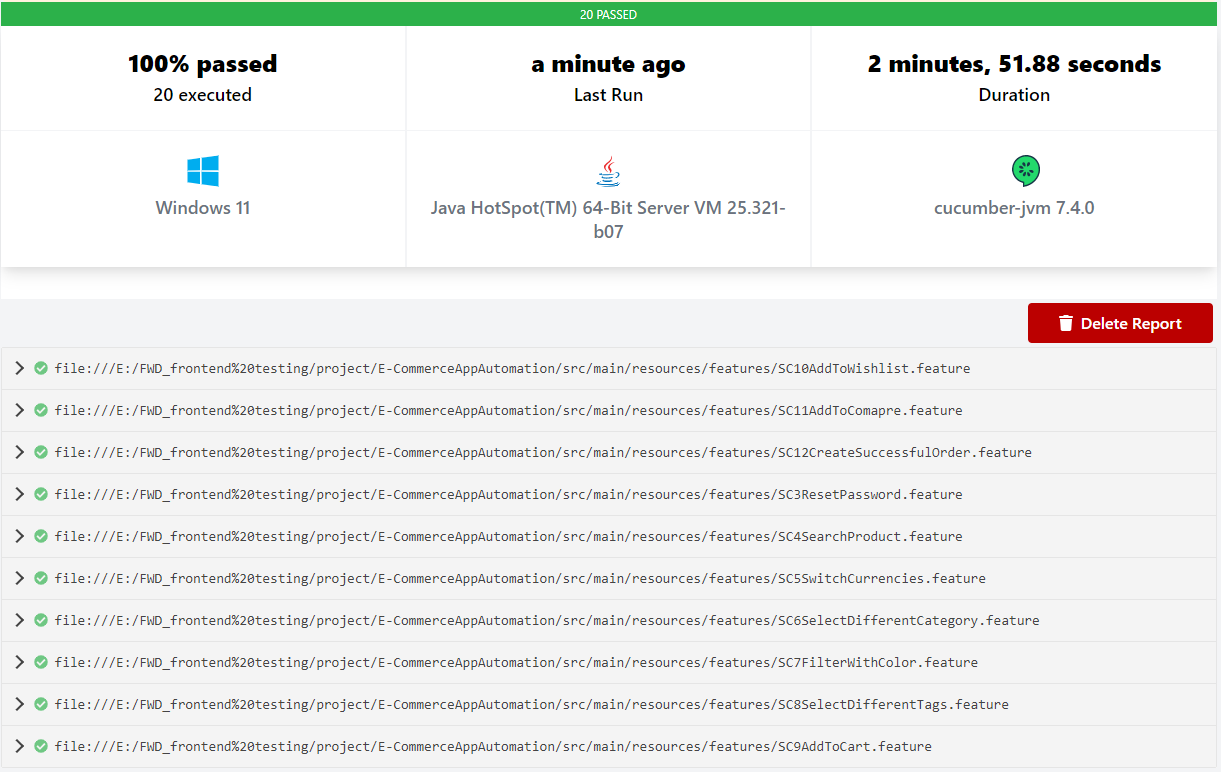 20 PASSED
100% passed
20 executed
a minute ago
Last Run
2 minutes, 51.88 seconds
Duration
Windows 11
Java HotSpot(TM) 64-Bit Server VM 25.321-
b07
cucumber-jvm 7.4.0
Delete Report
file:///E:/FWD_frontend%20testing/project/E-CommerceAppAutomation/src/main/resources/features/SC10AddToWishlist.feature
file:///E:/FWD_frontend%20testing/project/E-CommerceAppAutomation/src/main/resources/features/SC11AddToComapre.feature
file:///E:/FWD_frontend%20testing/project/E-CommerceAppAutomation/src/main/resources/features/SC12CreateSuccessfulOrder.feature
file:///E:/FWD_frontend%20testing/project/E-CommerceAppAutomation/src/main/resources/features/SC3ResetPassword.feature
file:///E:/FWD_frontend%20testing/project/E-CommerceAppAutomation/src/main/resources/features/SC4SearchProduct.feature
file:///E:/FWD_frontend%20testing/project/E-CommerceAppAutomation/src/main/resources/features/SC5SwitchCurrencies.feature
file:///E:/FWD_frontend%20testing/project/E-CommerceAppAutomation/src/main/resources/features/SC6SelectDifferentCategory.feature
file:///E:/FWD_frontend%20testing/project/E-CommerceAppAutomation/src/main/resources/features/SC7FilterWithColor.feature
file:///E:/FWD_frontend%20testing/project/E-CommerceAppAutomation/src/main/resources/features/SC8SelectDifferentTags.feature
file:///E:/FWD_frontend%20testing/project/E-CommerceAppAutomation/src/main/resources/features/SC9AddToCart.feature